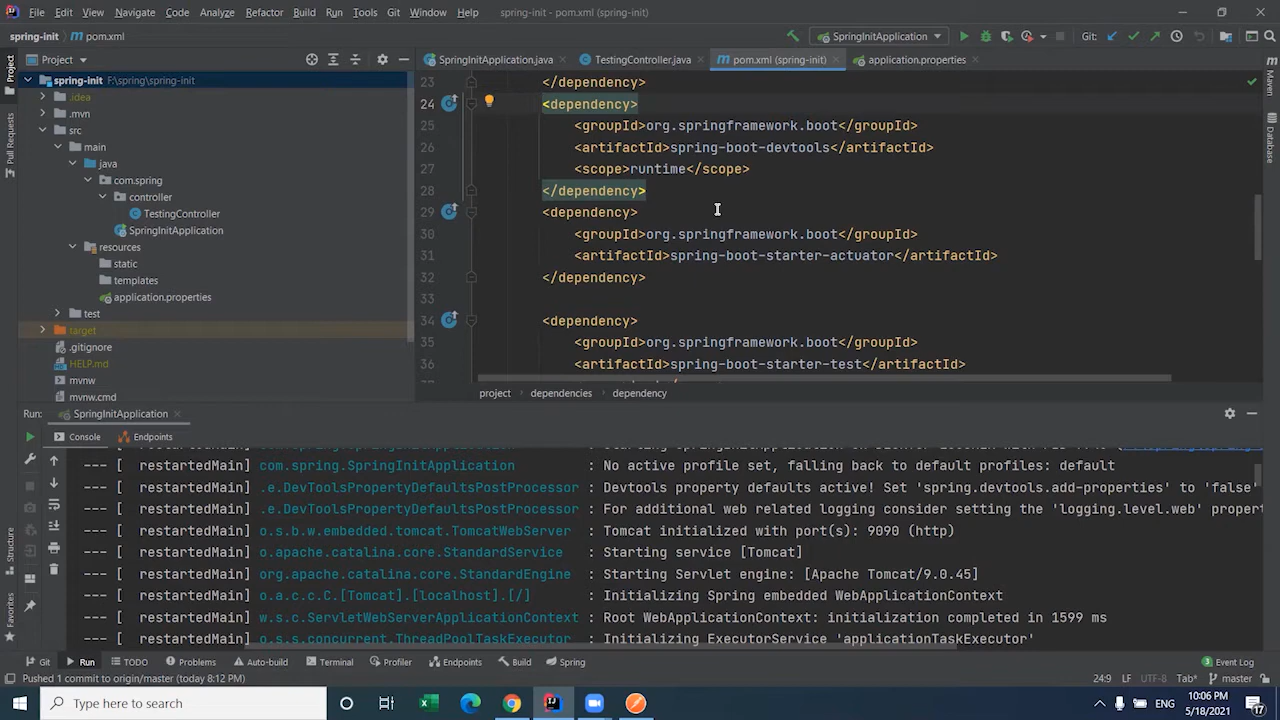 File Edit View Navigate Code Analyze Refactor Build Run Tools Git Window Help spring-init - pom.xml (spring-init)
spring-init pom.xml SpringInitApplication Git:
Project SpringInitApplication.java TestingController.java pom.xml (spring-init) application.properties
Project
Pull Requests
Structure
Favorites
Maven
Database
spring-init F:\spring\spring-init
.idea
.mvn
src
main
java
com.spring
controller
TestingController
SpringInitApplication
resources
static
templates
application.properties
test
target
.gitignore
HELP.md
mvnw
mvnw.cmd
23 </dependency>
24 <dependency>
25 <groupId>org.springframework.boot</groupId>
26 <artifactId>spring-boot-devtools</artifactId>
27 <scope>runtime</scope>
28 </dependency>
29 <dependency>
30 <groupId>org.springframework.boot</groupId>
31 <artifactId>spring-boot-starter-actuator</artifactId>
32 </dependency>
33
34 <dependency>
35 <groupId>org.springframework.boot</groupId>
36 <artifactId>spring-boot-starter-test</artifactId>
project dependencies dependency
Run: SpringInitApplication
Console Endpoints
--- [ restartedMain] com.spring.SpringInitApplication : No active profile set, falling back to default profiles: default
--- [ restartedMain] .e.DevToolsPropertyDefaultsPostProcessor : Devtools property defaults active! Set 'spring.devtools.add-properties' to 'false'
--- [ restartedMain] .e.DevToolsPropertyDefaultsPostProcessor : For additional web related logging consider setting the 'logging.level.web' propert
--- [ restartedMain] o.s.b.w.embedded.tomcat.TomcatWebServer : Tomcat initialized with port(s): 9090 (http)
--- [ restartedMain] o.apache.catalina.core.StandardService : Starting service [Tomcat]
--- [ restartedMain] org.apache.catalina.core.StandardEngine : Starting Servlet engine: [Apache Tomcat/9.0.45]
--- [ restartedMain] o.a.c.c.C.[Tomcat].[localhost].[/] : Initializing Spring embedded WebApplicationContext
--- [ restartedMain] w.s.c.ServletWebServerApplicationContext : Root WebApplicationContext: initialization completed in 1599 ms
--- [ restartedMain] o.s.s.concurrent.ThreadPoolTaskExecutor : Initializing ExecutorService 'applicationTaskExecutor'
Git Run TODO Problems Auto-build Terminal Profiler Endpoints Build Spring Event Log
Pushed 1 commit to origin/master (today 8:12 PM) 24:9 LF UTF-8 Tab* master
Type here to search ENG 10:06 PM
5/18/2021 17